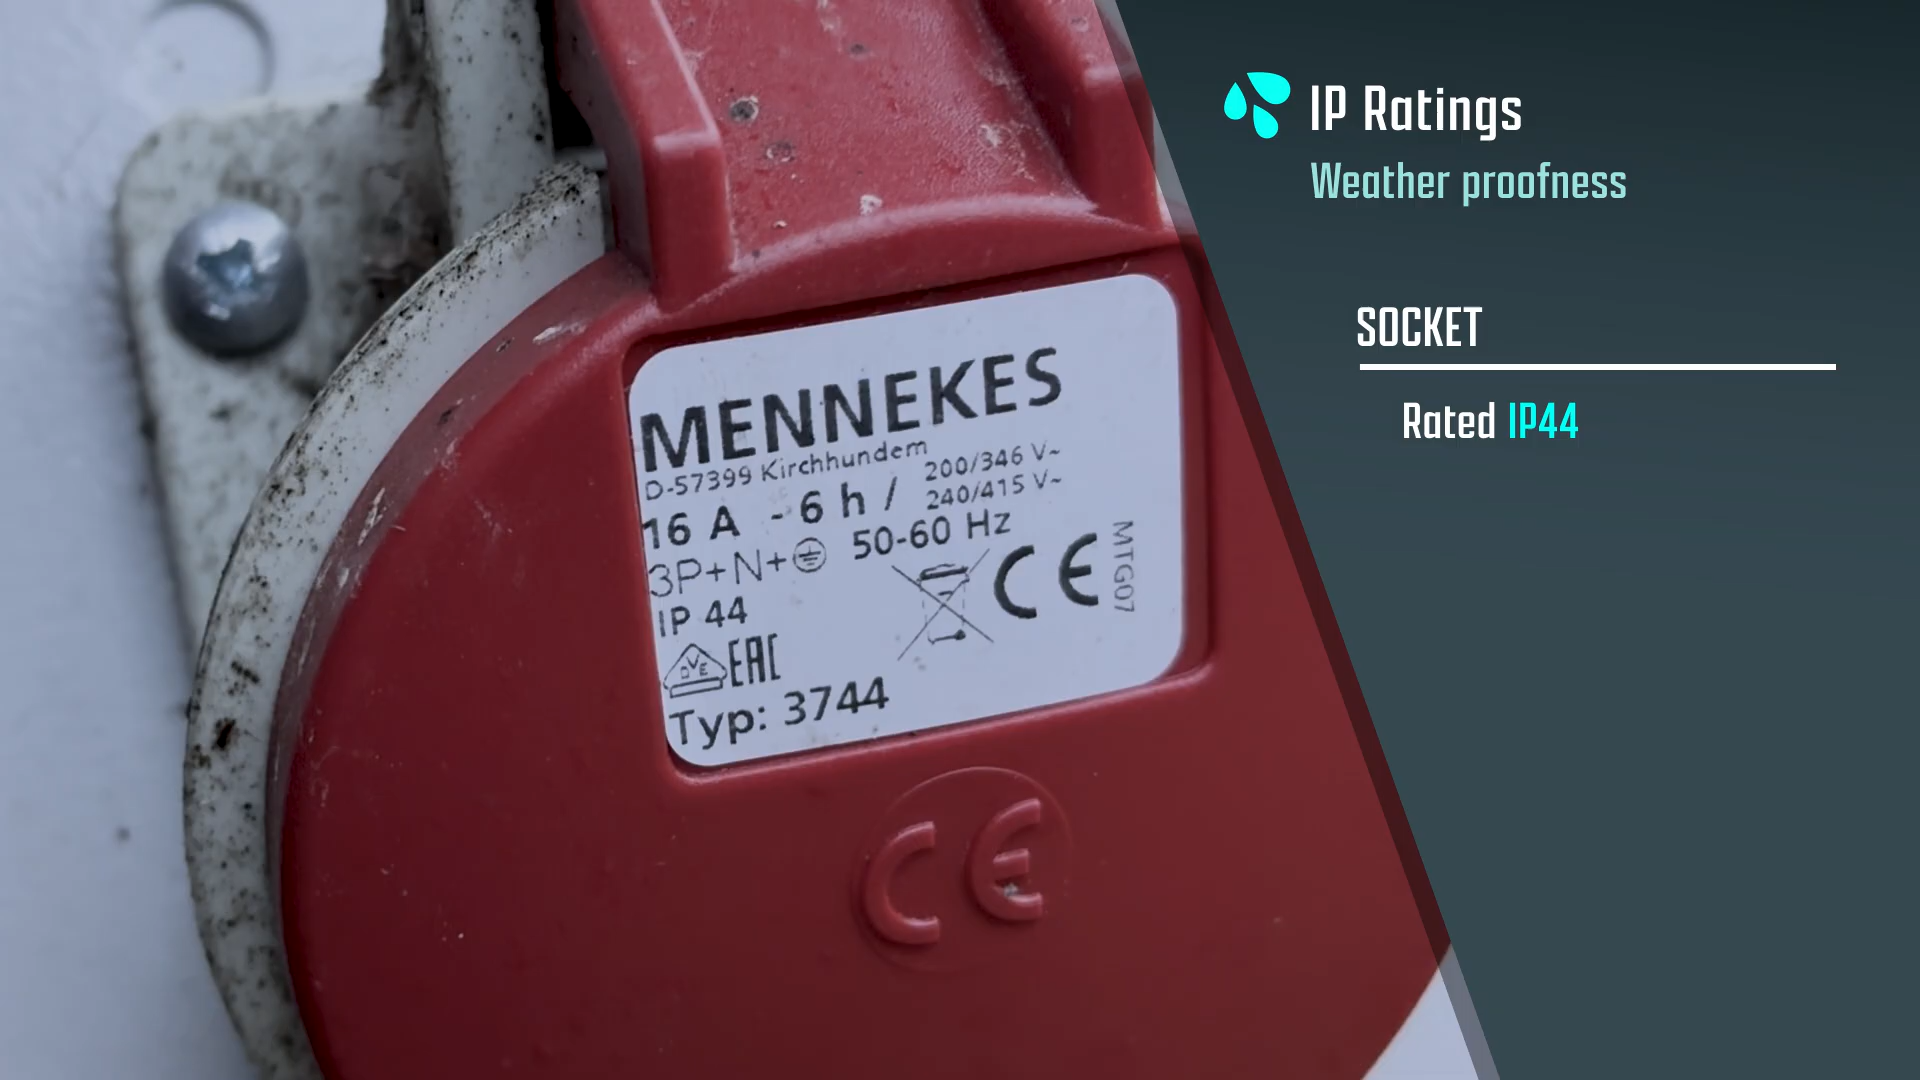 MENNEKES
D-57399 Kirchhundem
16 A - 6 h / 200/346 V~
240/415 V~
3P+N+ 50-60 Hz
IP 44
CE
MTG07
DVE EAC
Typ: 3744
CE
IP Ratings
Weather proofness
SOCKET
Rated IP44